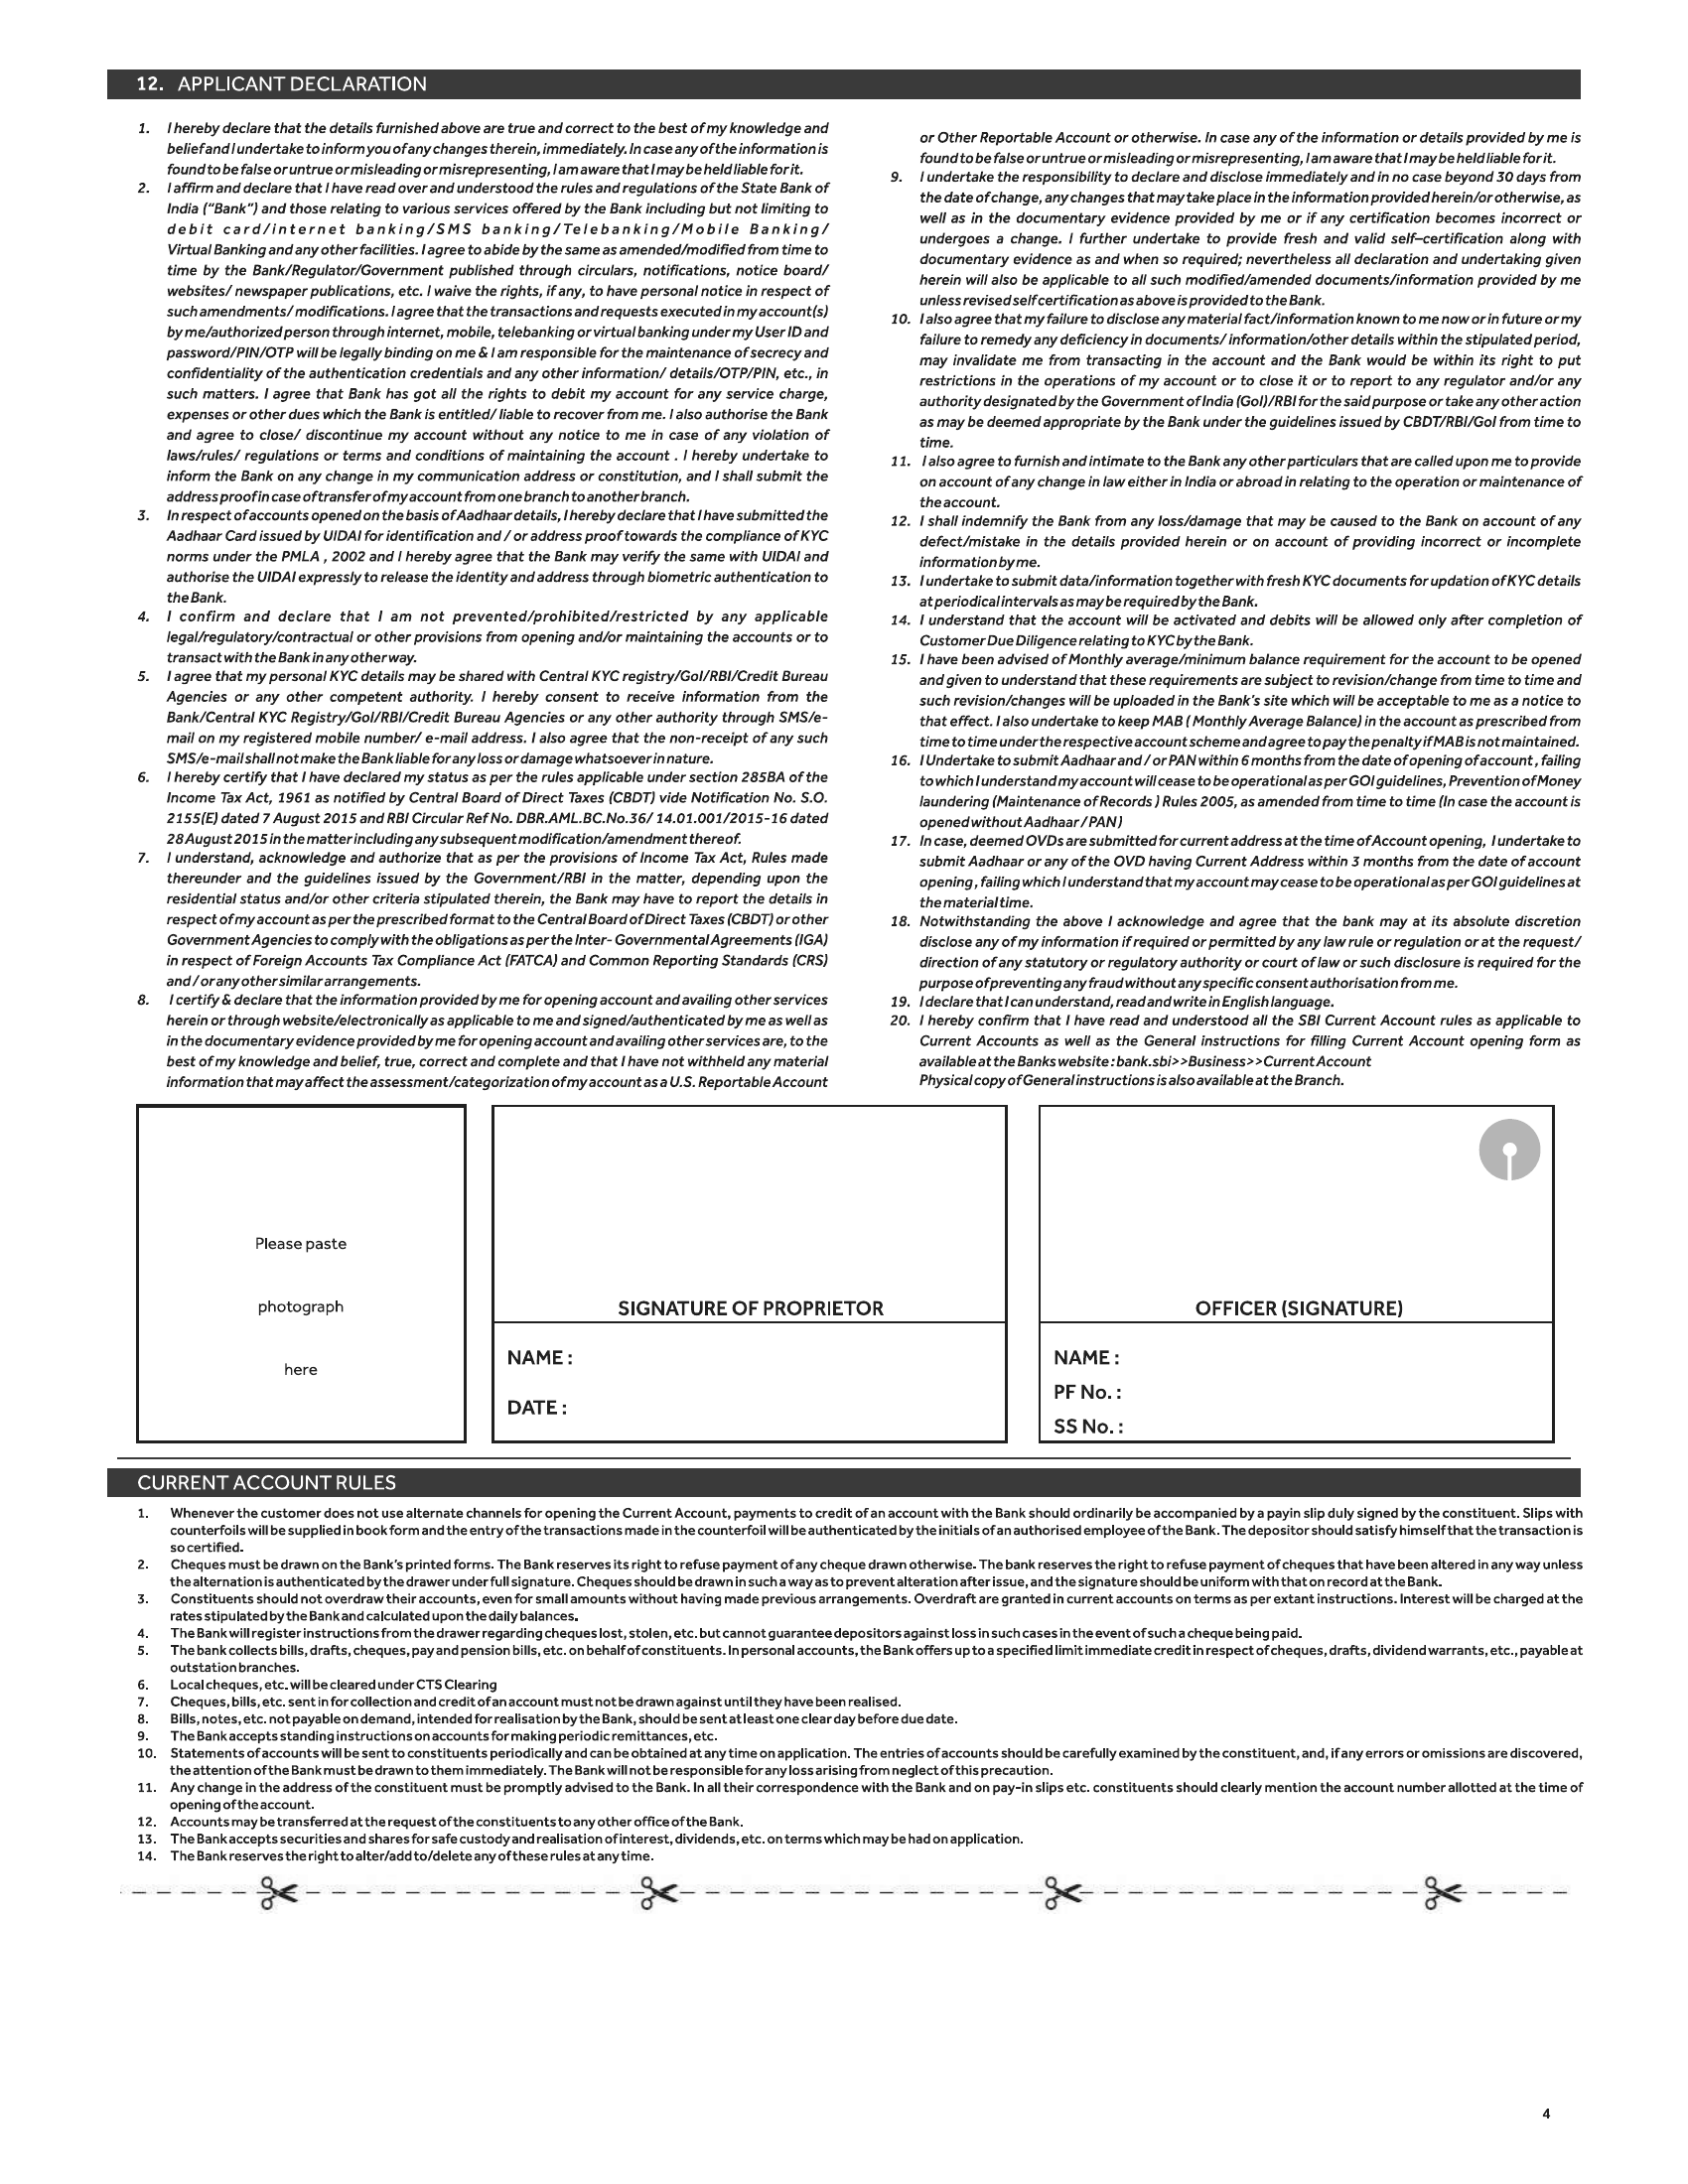 12. APPLICANT DECLARATION
1. I hereby declare that the details furnished above are true and correct to the best of my knowledge and
belief and I undertake to inform you of any changes therein, immediately. In case any of the information is
found to be false or untrue or misleading or misrepresenting, I am aware that I may be held liable for it.
2. I affirm and declare that I have read over and understood the rules and regulations of the State Bank of
India (“Bank”) and those relating to various services offered by the Bank including but not limiting to
debit card/internet banking/SMS banking/Telebanking/Mobile Banking/
Virtual Banking and any other facilities. I agree to abide by the same as amended/modified from time to
time by the Bank/Regulator/Government published through circulars, notifications, notice board/
websites/ newspaper publications, etc. I waive the rights, if any, to have personal notice in respect of
such amendments/ modifications. I agree that the transactions and requests executed in my account(s)
by me/authorized person through internet, mobile, telebanking or virtual banking under my User ID and
password/PIN/OTP will be legally binding on me & I am responsible for the maintenance of secrecy and
confidentiality of the authentication credentials and any other information/ details/OTP/PIN, etc., in
such matters. I agree that Bank has got all the rights to debit my account for any service charge,
expenses or other dues which the Bank is entitled/ liable to recover from me. I also authorise the Bank
and agree to close/ discontinue my account without any notice to me in case of any violation of
laws/rules/ regulations or terms and conditions of maintaining the account . I hereby undertake to
inform the Bank on any change in my communication address or constitution, and I shall submit the
address proof in case of transfer of my account from one branch to another branch.
3. In respect of accounts opened on the basis of Aadhaar details, I hereby declare that I have submitted the
Aadhaar Card issued by UIDAI for identification and / or address proof towards the compliance of KYC
norms under the PMLA , 2002 and I hereby agree that the Bank may verify the same with UIDAI and
authorise the UIDAI expressly to release the identity and address through biometric authentication to
the Bank.
4. I confirm and declare that I am not prevented/prohibited/restricted by any applicable
legal/regulatory/contractual or other provisions from opening and/or maintaining the accounts or to
transact with the Bank in any other way.
5. I agree that my personal KYC details may be shared with Central KYC registry/GoI/RBI/Credit Bureau
Agencies or any other competent authority. I hereby consent to receive information from the
Bank/Central KYC Registry/GoI/RBI/Credit Bureau Agencies or any other authority through SMS/e-
mail on my registered mobile number/ e-mail address. I also agree that the non-receipt of any such
SMS/e-mail shall not make the Bank liable for any loss or damage whatsoever in nature.
6. I hereby certify that I have declared my status as per the rules applicable under section 285BA of the
Income Tax Act, 1961 as notified by Central Board of Direct Taxes (CBDT) vide Notification No. S.O.
2155(E) dated 7 August 2015 and RBI Circular Ref No. DBR.AML.BC.No.36/ 14.01.001/2015-16 dated
28 August 2015 in the matter including any subsequent modification/amendment thereof.
7. I understand, acknowledge and authorize that as per the provisions of Income Tax Act, Rules made
thereunder and the guidelines issued by the Government/RBI in the matter, depending upon the
residential status and/or other criteria stipulated therein, the Bank may have to report the details in
respect of my account as per the prescribed format to the Central Board of Direct Taxes (CBDT) or other
Government Agencies to comply with the obligations as per the Inter- Governmental Agreements (IGA)
in respect of Foreign Accounts Tax Compliance Act (FATCA) and Common Reporting Standards (CRS)
and / or any other similar arrangements.
8. I certify & declare that the information provided by me for opening account and availing other services
herein or through website/electronically as applicable to me and signed/authenticated by me as well as
in the documentary evidence provided by me for opening account and availing other services are, to the
best of my knowledge and belief, true, correct and complete and that I have not withheld any material
information that may affect the assessment/categorization of my account as a U.S. Reportable Account
or Other Reportable Account or otherwise. In case any of the information or details provided by me is
found to be false or untrue or misleading or misrepresenting, I am aware that I may be held liable for it.
9. I undertake the responsibility to declare and disclose immediately and in no case beyond 30 days from
the date of change, any changes that may take place in the information provided herein/or otherwise, as
well as in the documentary evidence provided by me or if any certification becomes incorrect or
undergoes a change. I further undertake to provide fresh and valid self–certification along with
documentary evidence as and when so required; nevertheless all declaration and undertaking given
herein will also be applicable to all such modified/amended documents/information provided by me
unless revised self certification as above is provided to the Bank.
10. I also agree that my failure to disclose any material fact/information known to me now or in future or my
failure to remedy any deficiency in documents/ information/other details within the stipulated period,
may invalidate me from transacting in the account and the Bank would be within its right to put
restrictions in the operations of my account or to close it or to report to any regulator and/or any
authority designated by the Government of India (GoI)/RBI for the said purpose or take any other action
as may be deemed appropriate by the Bank under the guidelines issued by CBDT/RBI/GoI from time to
time.
11. I also agree to furnish and intimate to the Bank any other particulars that are called upon me to provide
on account of any change in law either in India or abroad in relating to the operation or maintenance of
the account.
12. I shall indemnify the Bank from any loss/damage that may be caused to the Bank on account of any
defect/mistake in the details provided herein or on account of providing incorrect or incomplete
information by me.
13. I undertake to submit data/information together with fresh KYC documents for updation of KYC details
at periodical intervals as may be required by the Bank.
14. I understand that the account will be activated and debits will be allowed only after completion of
Customer Due Diligence relating to KYC by the Bank.
15. I have been advised of Monthly average/minimum balance requirement for the account to be opened
and given to understand that these requirements are subject to revision/change from time to time and
such revision/changes will be uploaded in the Bank’s site which will be acceptable to me as a notice to
that effect. I also undertake to keep MAB ( Monthly Average Balance) in the account as prescribed from
time to time under the respective account scheme and agree to pay the penalty if MAB is not maintained.
16. I Undertake to submit Aadhaar and / or PAN within 6 months from the date of opening of account , failing
to which I understand my account will cease to be operational as per GOI guidelines, Prevention of Money
laundering (Maintenance of Records ) Rules 2005, as amended from time to time (In case the account is
opened without Aadhaar / PAN )
17. In case, deemed OVDs are submitted for current address at the time of Account opening, I undertake to
submit Aadhaar or any of the OVD having Current Address within 3 months from the date of account
opening , failing which I understand that my account may cease to be operational as per GOI guidelines at
the material time.
18. Notwithstanding the above I acknowledge and agree that the bank may at its absolute discretion
disclose any of my information if required or permitted by any law rule or regulation or at the request/
direction of any statutory or regulatory authority or court of law or such disclosure is required for the
purpose of preventing any fraud without any specific consent authorisation from me.
19. I declare that I can understand, read and write in English language.
20. I hereby confirm that I have read and understood all the SBI Current Account rules as applicable to
Current Accounts as well as the General instructions for filling Current Account opening form as
available at the Banks website : bank.sbi>>Business>>Current Account
Physical copy of General instructions is also available at the Branch.
Please paste
photograph
here
SIGNATURE OF PROPRIETOR
NAME :
DATE :
OFFICER (SIGNATURE)
NAME :
PF No. :
SS No. :
CURRENT ACCOUNT RULES
1. Whenever the customer does not use alternate channels for opening the Current Account, payments to credit of an account with the Bank should ordinarily be accompanied by a payin slip duly signed by the constituent. Slips with
counterfoils will be supplied in book form and the entry of the transactions made in the counterfoil will be authenticated by the initials of an authorised employee of the Bank. The depositor should satisfy himself that the transaction is
so certified.
2. Cheques must be drawn on the Bank’s printed forms. The Bank reserves its right to refuse payment of any cheque drawn otherwise. The bank reserves the right to refuse payment of cheques that have been altered in any way unless
the alternation is authenticated by the drawer under full signature. Cheques should be drawn in such a way as to prevent alteration after issue, and the signature should be uniform with that on record at the Bank.
3. Constituents should not overdraw their accounts, even for small amounts without having made previous arrangements. Overdraft are granted in current accounts on terms as per extant instructions. Interest will be charged at the
rates stipulated by the Bank and calculated upon the daily balances.
4. The Bank will register instructions from the drawer regarding cheques lost, stolen, etc. but cannot guarantee depositors against loss in such cases in the event of such a cheque being paid.
5. The bank collects bills, drafts, cheques, pay and pension bills, etc. on behalf of constituents. In personal accounts, the Bank offers up to a specified limit immediate credit in respect of cheques, drafts, dividend warrants, etc., payable at
outstation branches.
6. Local cheques, etc. will be cleared under CTS Clearing
7. Cheques, bills, etc. sent in for collection and credit of an account must not be drawn against until they have been realised.
8. Bills, notes, etc. not payable on demand, intended for realisation by the Bank, should be sent at least one clear day before due date.
9. The Bank accepts standing instructions on accounts for making periodic remittances, etc.
10. Statements of accounts will be sent to constituents periodically and can be obtained at any time on application. The entries of accounts should be carefully examined by the constituent, and, if any errors or omissions are discovered,
the attention of the Bank must be drawn to them immediately. The Bank will not be responsible for any loss arising from neglect of this precaution.
11. Any change in the address of the constituent must be promptly advised to the Bank. In all their correspondence with the Bank and on pay-in slips etc. constituents should clearly mention the account number allotted at the time of
opening of the account.
12. Accounts may be transferred at the request of the constituents to any other office of the Bank.
13. The Bank accepts securities and shares for safe custody and realisation of interest, dividends, etc. on terms which may be had on application.
14. The Bank reserves the right to alter/add to/delete any of these rules at any time.
4